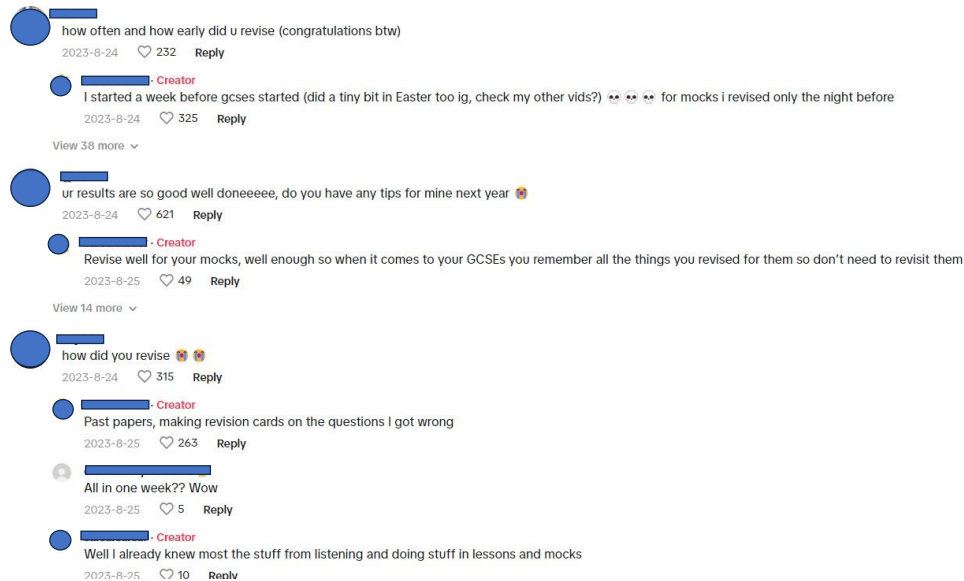 how often and how early did u revise (congratulations btw)
2023-8-24 232 Reply
· Creator
I started a week before gcses started (did a tiny bit in Easter too ig, check my other vids?) 💀 💀 💀 for mocks i revised only the night before
2023-8-24 325 Reply
View 38 more
ur results are so good well doneeeee, do you have any tips for mine next year 😭
2023-8-24 621 Reply
· Creator
Revise well for your mocks, well enough so when it comes to your GCSEs you remember all the things you revised for them so don't need to revisit them
2023-8-25 49 Reply
View 14 more
how did you revise 😭 😭
2023-8-24 315 Reply
· Creator
Past papers, making revision cards on the questions I got wrong
2023-8-25 263 Reply
All in one week?? Wow
2023-8-25 5 Reply
· Creator
Well I already knew most the stuff from listening and doing stuff in lessons and mocks
2023-8-25 10 Reply